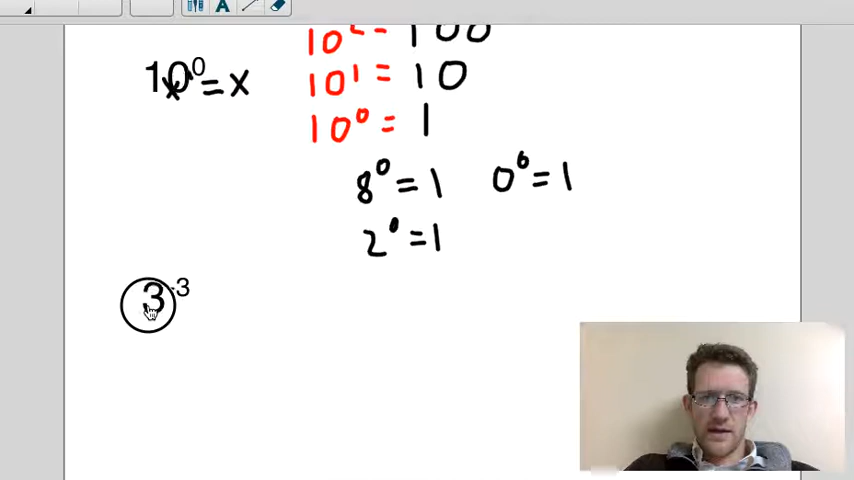 10² = 100
10⁰ x = x
10¹ = 10
10⁰ = 1
8⁰ = 1 0⁰ = 1
2⁰ = 1
3⁻³